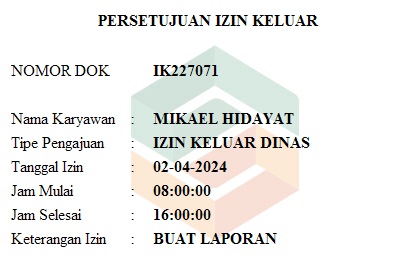 PERSETUJUAN IZIN KELUAR
NOMOR DOK IK227071
Nama Karyawan : MIKAEL HIDAYAT
Tipe Pengajuan : IZIN KELUAR DINAS
Tanggal Izin : 02-04-2024
Jam Mulai : 08:00:00
Jam Selesai : 16:00:00
Keterangan Izin : BUAT LAPORAN